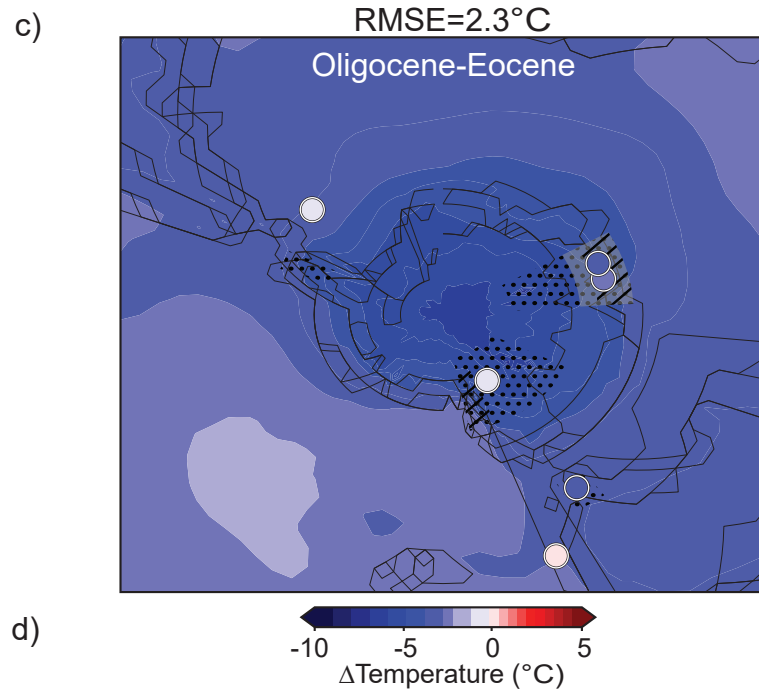 c)
RMSE=2.3°C
Oligocene-Eocene
-10 -5 0 5
d)
ΔTemperature (°C)